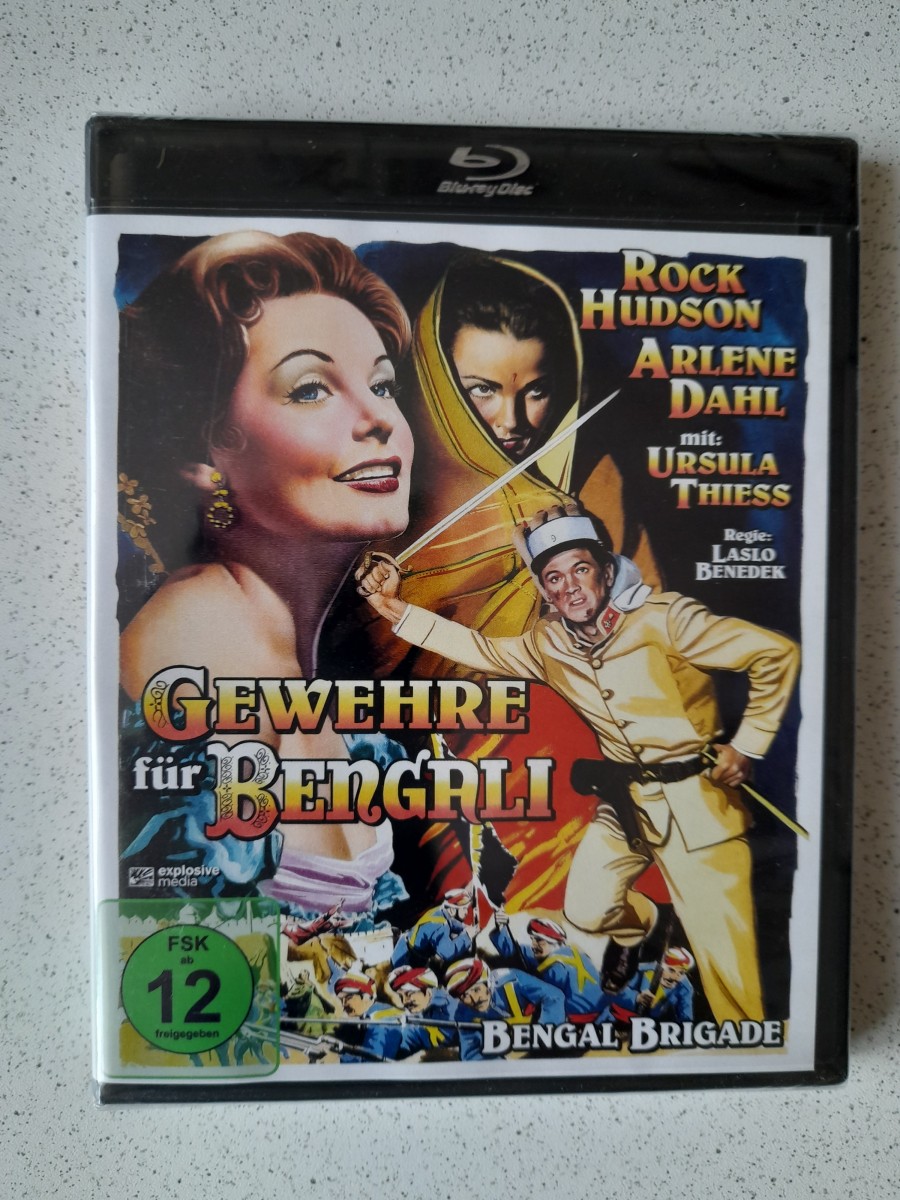 Blu-ray Disc
ROCK
HUDSON
ARLENE
DAHL
mit:
URSULA
THIESS
Regie:
LASLO
BENEDEK
GEWEHRE
für BENGALI
explosive
media
FSK
ab
12
freigegeben
BENGAL BRIGADE